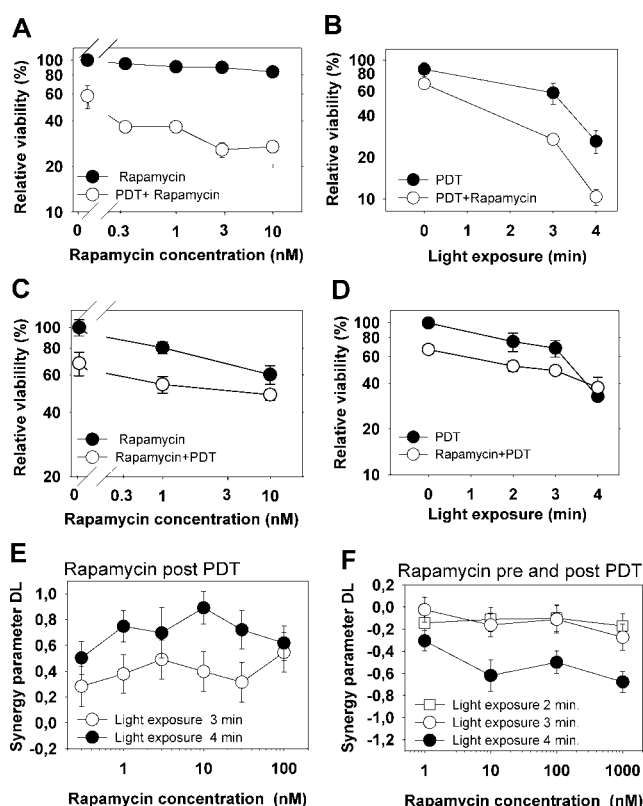 A
Relative viability (%)
100
80
60
40
20
10
Rapamycin
PDT+ Rapamycin
0 0.3 1 3 10
Rapamycin concentration (nM)
B
Relative viability (%)
100
80
60
40
20
10
PDT
PDT+Rapamycin
0 1 2 3 4
Light exposure (min)
C
Relative vialbility (%)
100
80
60
40
20
Rapamycin
Rapamycin+PDT
0 0.3 1 3 10
Rapamycin concentration (nM)
D
Relative viability (%)
100
80
60
40
20
10
PDT
Rapamycin+PDT
0 1 2 3 4
Light exposure (min)
E Rapamycin post PDT
Synergy parameter DL
1,0
0,8
0,6
0,4
0,2
0,0
-0,2
Light exposure 3 min
Light exposure 4 min
1 10 100
Rapamycin concentration (nM)
F Rapamycin pre and post PDT
Synergy parameter DL
0,2
0,0
-0,2
-0,4
-0,6
-0,8
-1,0
-1,2
Light exposure 2 min.
Light exposure 3 min.
Light exposure 4 min.
1 10 100 1000
Rapamycin concentration (nM)